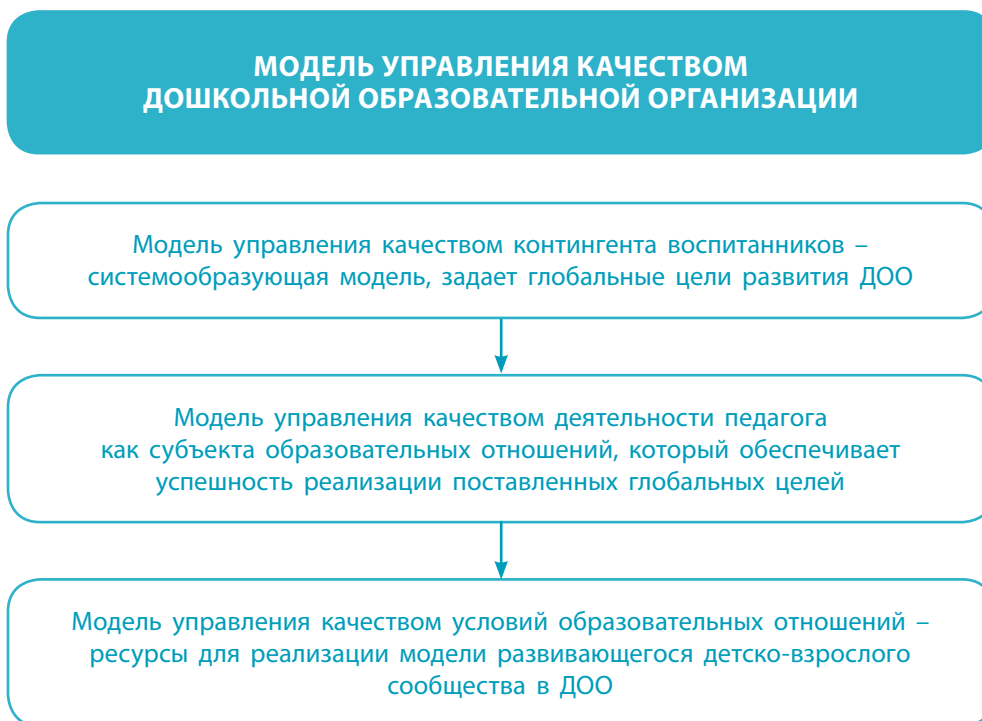 МОДЕЛЬ УПРАВЛЕНИЯ КАЧЕСТВОМ
ДОШКОЛЬНОЙ ОБРАЗОВАТЕЛЬНОЙ ОРГАНИЗАЦИИ
Модель управления качеством контингента воспитанников –
системообразующая модель, задает глобальные цели развития ДОО
Модель управления качеством деятельности педагога
как субъекта образовательных отношений, который обеспечивает
успешность реализации поставленных глобальных целей
Модель управления качеством условий образовательных отношений –
ресурсы для реализации модели развивающегося детско-взрослого
сообщества в ДОО